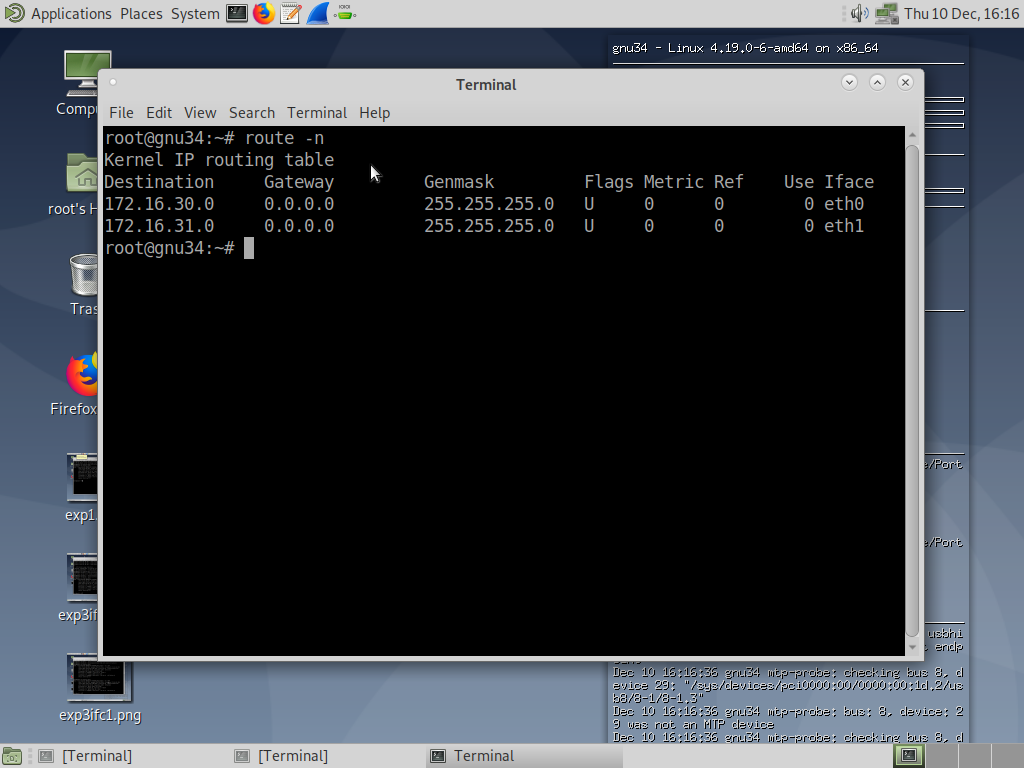 Applications Places System Thu 10 Dec, 16:16
gnu34 - Linux 4.19.0-6-amd64 on x86_64
Terminal
File Edit View Search Terminal Help
root@gnu34:~# route -n
Kernel IP routing table
Destination     Gateway         Genmask         Flags Metric Ref    Use Iface
172.16.30.0     0.0.0.0         255.255.255.0   U     0      0        0 eth0
172.16.31.0     0.0.0.0         255.255.255.0   U     0      0        0 eth1
root@gnu34:~#
root's
Firefox
exp1.
exp3ifc1.png
e/Port
e/Port
usbhi
endp
Dec 10 16:16:36 gnu34 mtp-probe: checking bus 8, d
evice 29: "/sys/devices/pci0000:00/0000:00:1d.2/us
b8/8-1/8-1.3"
Dec 10 16:16:36 gnu34 mtp-probe: bus: 8, device: 2
9 was not an MTP device
Dec 10 16:16:36 gnu34 mtp-probe: checking bus 8, d
[Terminal] [Terminal] Terminal